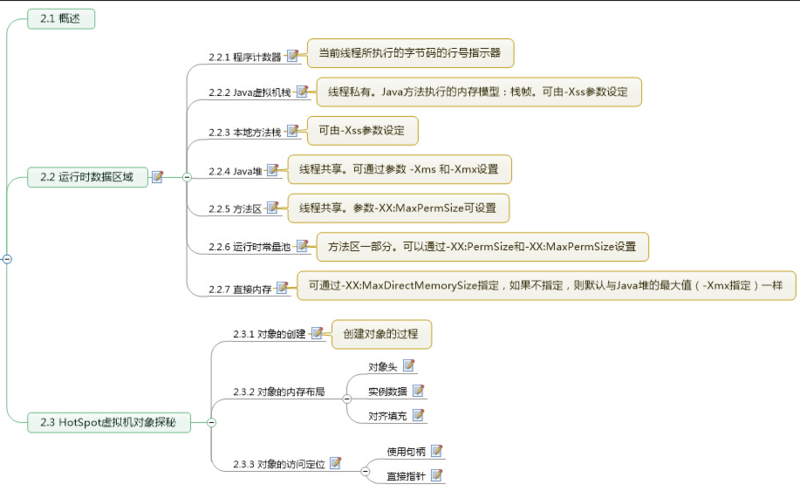 2.1 概述
2.2 运行时数据区域
2.2.1 程序计数器
当前线程所执行的字节码的行号指示器
2.2.2 Java虚拟机栈
线程私有。Java方法执行的内存模型：栈帧。可由-Xss参数设定
2.2.3 本地方法栈
可由-Xss参数设定
2.2.4 Java堆
线程共享。可通过参数 -Xms 和-Xmx设置
2.2.5 方法区
线程共享。参数-XX:MaxPermSize可设置
2.2.6 运行时常量池
方法区一部分。可以通过-XX:PermSize和-XX:MaxPermSize设置
2.2.7 直接内存
可通过-XX:MaxDirectMemorySize指定，如果不指定，则默认与Java堆的最大值（-Xmx指定）一样
2.3 HotSpot虚拟机对象探秘
2.3.1 对象的创建
创建对象的过程
2.3.2 对象的内存布局
对象头
实例数据
对齐填充
2.3.3 对象的访问定位
使用句柄
直接指针